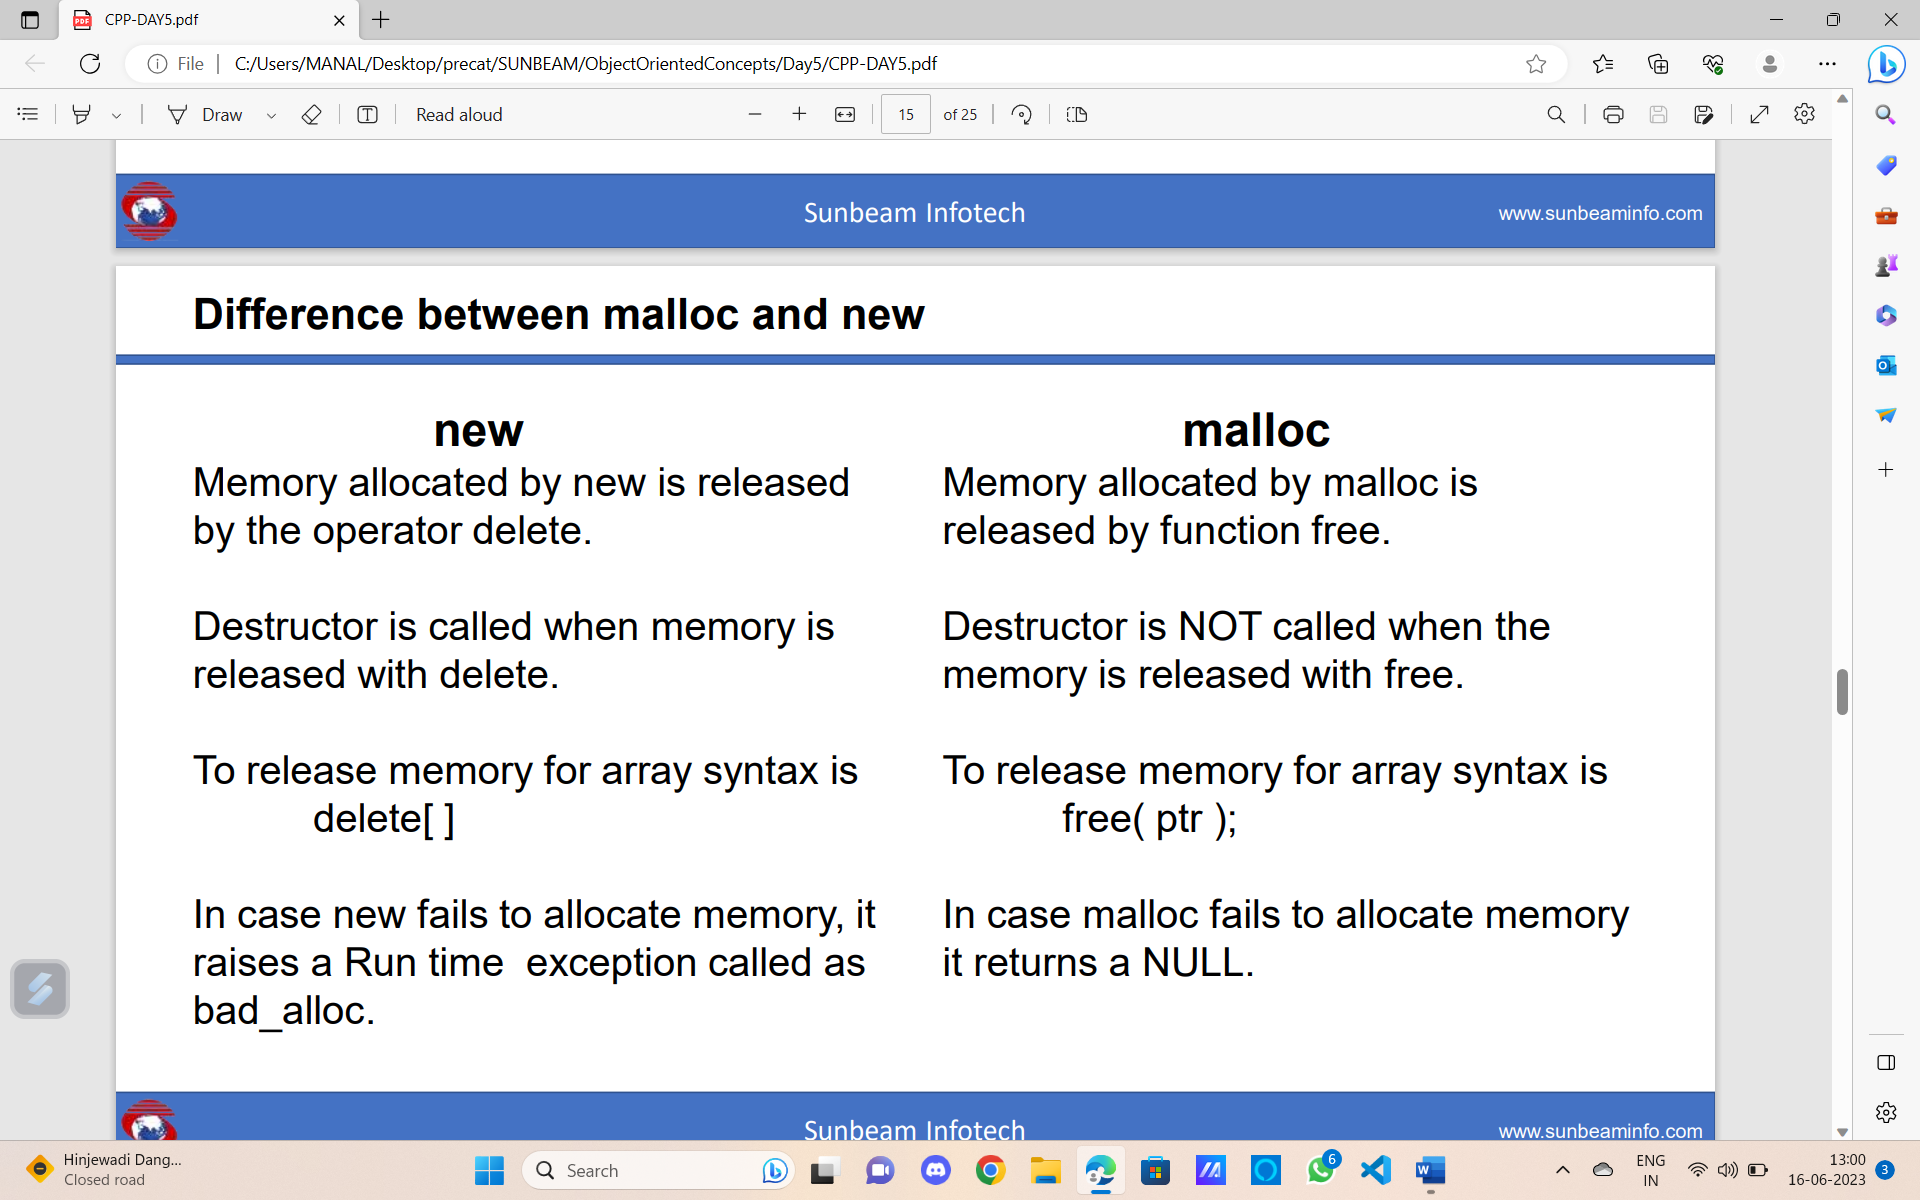 CPP-DAY5.pdf
File
C:/Users/MANAL/Desktop/precat/SUNBEAM/ObjectOrientedConcepts/Day5/CPP-DAY5.pdf
Draw
Read aloud
15 of 25
Sunbeam Infotech
www.sunbeaminfo.com
Difference between malloc and new
new
Memory allocated by new is released
by the operator delete.
Destructor is called when memory is
released with delete.
To release memory for array syntax is
delete[ ]
In case new fails to allocate memory, it
raises a Run time  exception called as
bad_alloc.
malloc
Memory allocated by malloc is
released by function free.
Destructor is NOT called when the
memory is released with free.
To release memory for array syntax is
free( ptr );
In case malloc fails to allocate memory
it returns a NULL.
Sunbeam Infotech
www.sunbeaminfo.com
Hinjewadi Dang...
Closed road
Search
6
ENG
IN
13:00
16-06-2023
3